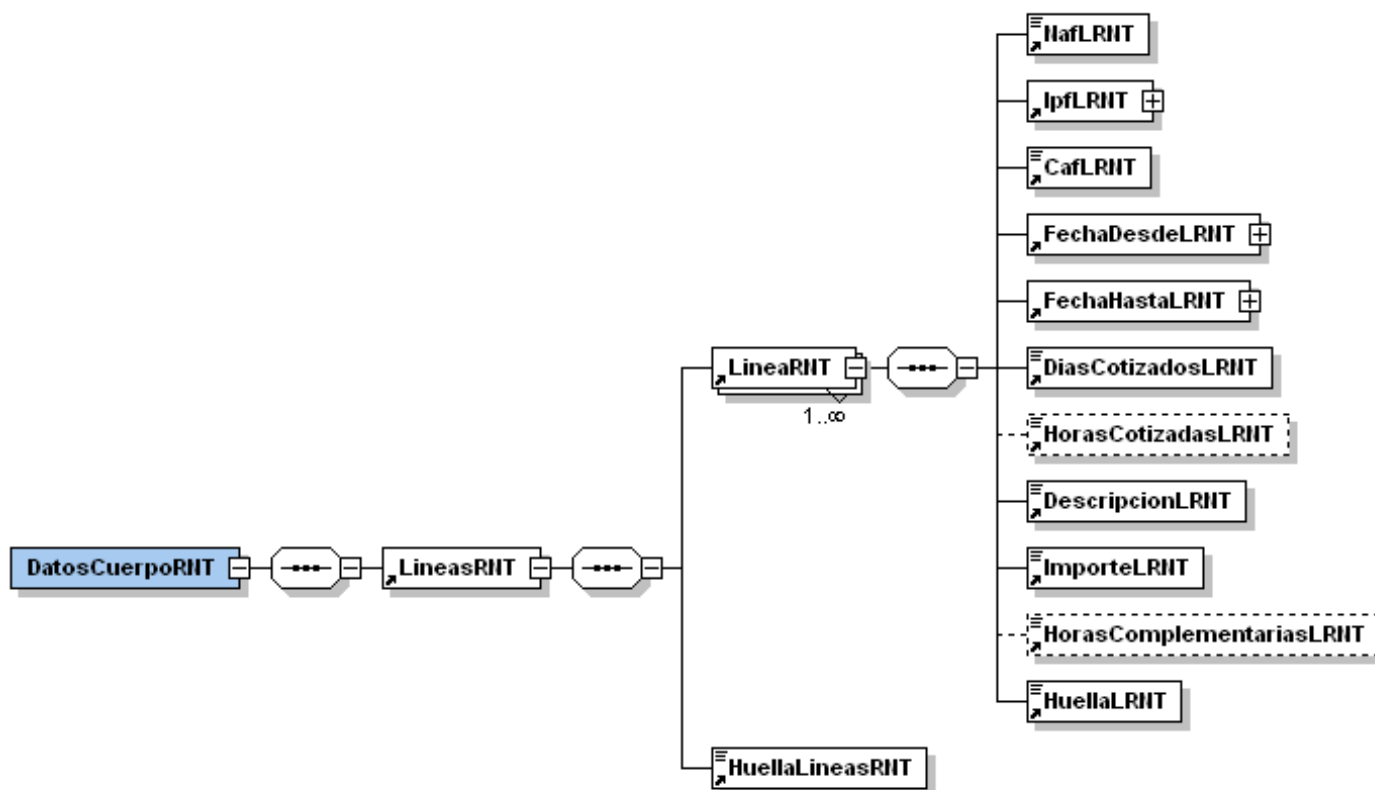 NafLRNT
IpfLRNT
CafLRNT
FechaDesdeLRNT
FechaHastaLRNT
LineaRNT
1..∞
DiasCotizadosLRNT
HorasCotizadasLRNT
DescripcionLRNT
DatosCuerpoRNT
LineasRNT
ImporteLRNT
HorasComplementariasLRNT
HuellaLRNT
HuellaLineasRNT